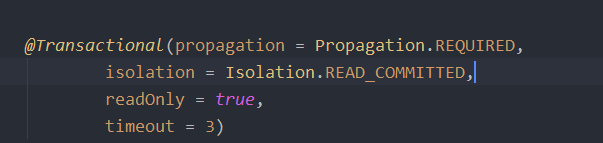 @Transactional(propagation = Propagation.REQUIRED,
isolation = Isolation.READ_COMMITTED,
readOnly = true,
timeout = 3)